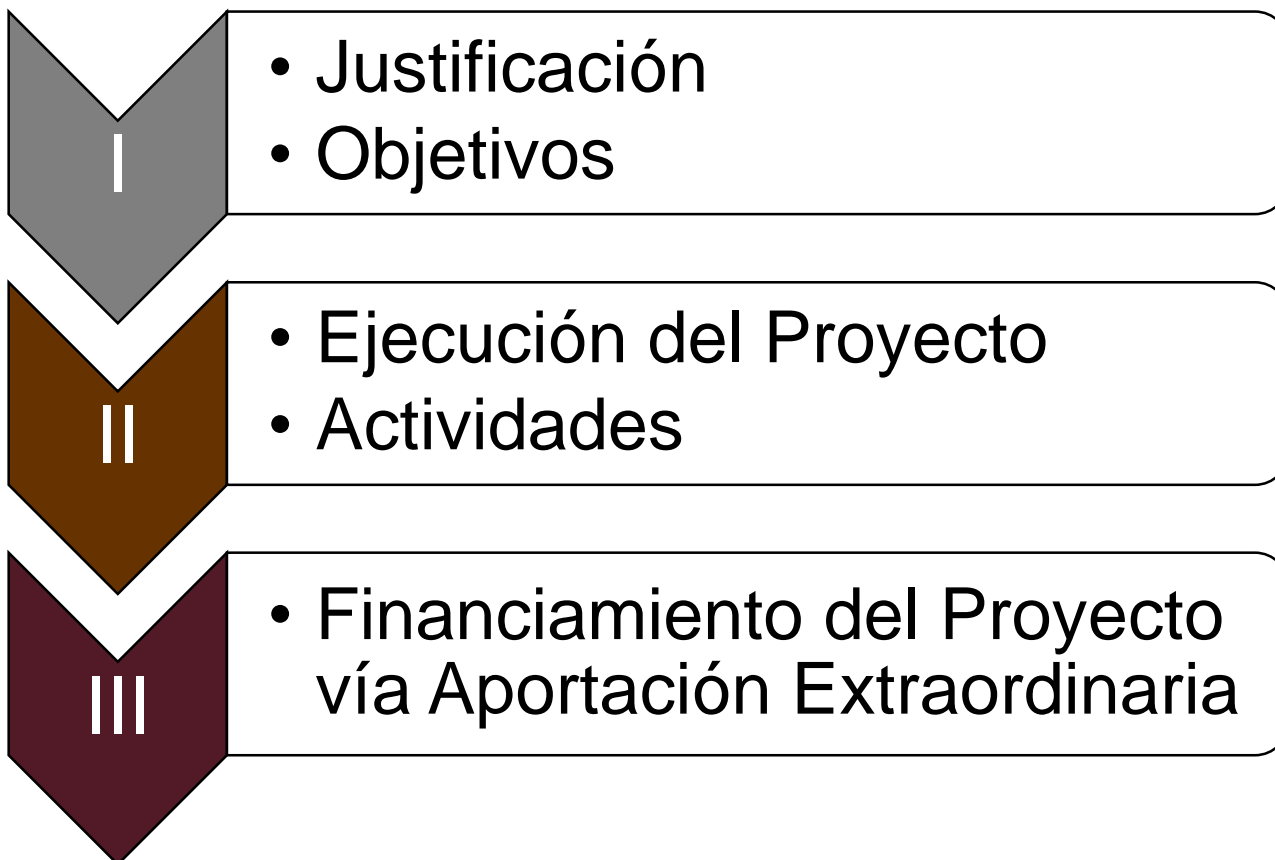 I
• Justificación
• Objetivos
II
• Ejecución del Proyecto
• Actividades
III
• Financiamiento del Proyecto
vía Aportación Extraordinaria